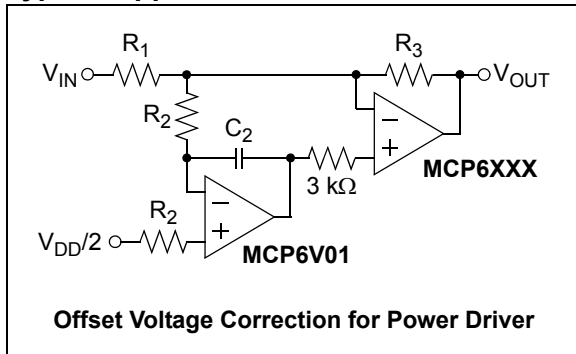 R1
R3
VIN
VOUT
R2
C2
3 kΩ
MCP6XXX
R2
VDD/2
MCP6V01
Offset Voltage Correction for Power Driver